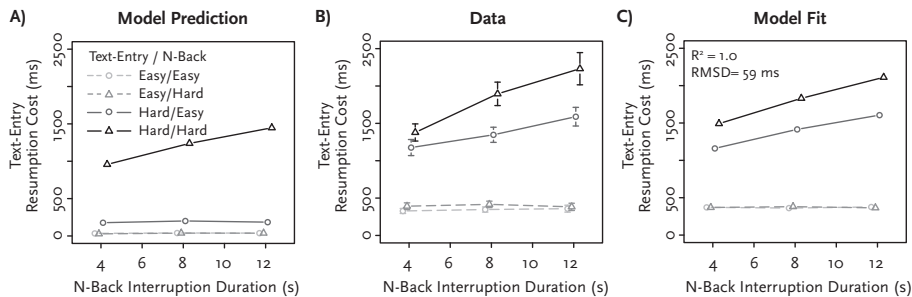 A) Model Prediction
Text-Entry
Resumption Cost (ms)
2500
1500
500
0
Text-Entry / N-Back
Easy/Easy
Easy/Hard
Hard/Easy
Hard/Hard
4 6 8 10 12
N-Back Interruption Duration (s)
B) Data
Text-Entry
Resumption Cost (ms)
2500
1500
500
0
4 6 8 10 12
N-Back Interruption Duration (s)
C) Model Fit
Text-Entry
Resumption Cost (ms)
2500
1500
500
0
R² = 1.0
RMSD= 59 ms
4 6 8 10 12
N-Back Interruption Duration (s)